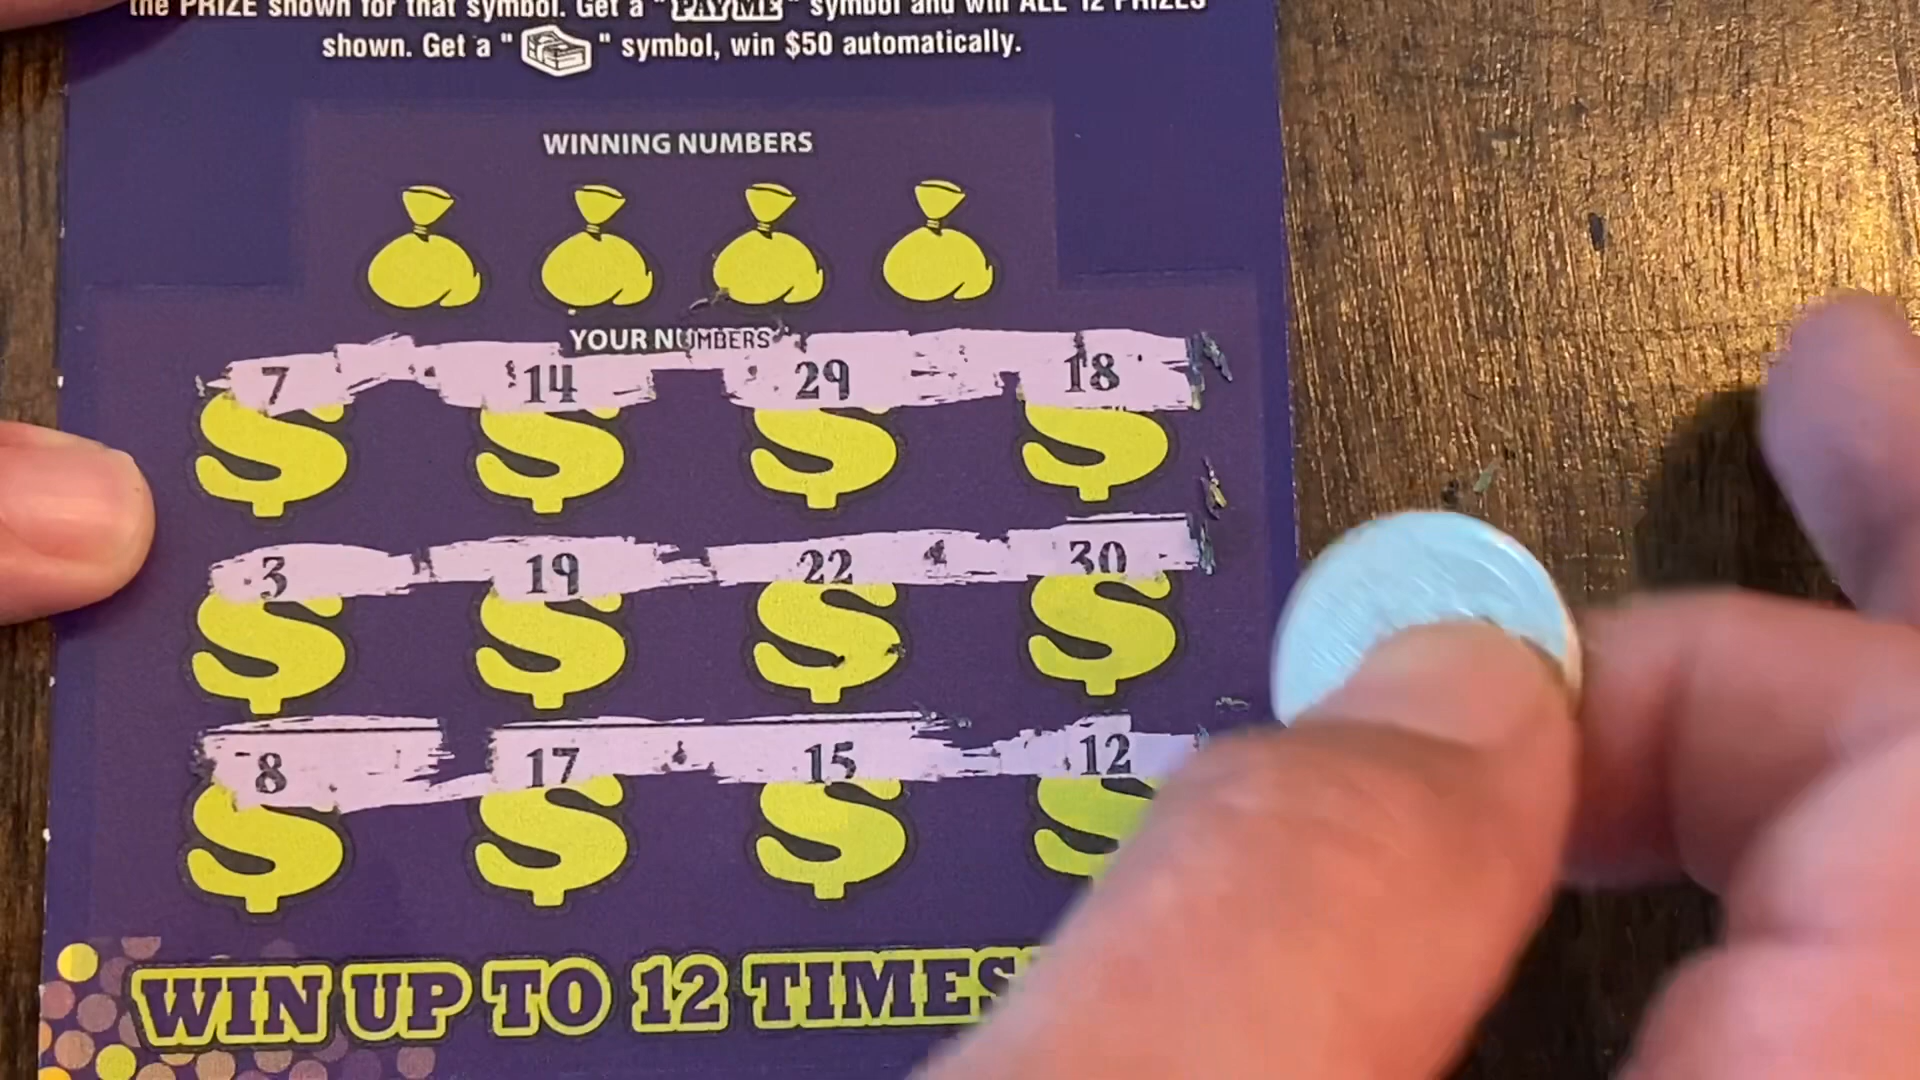 the PRIZE shown for that symbol. Get a "PAY ME" symbol and win ALL 12 PRIZES
shown. Get a " " symbol, win $50 automatically.
WINNING NUMBERS
YOUR NUMBERS
7 14 29 18
3 19 22 30
8 17 15 12
WIN UP TO 12 TIMES